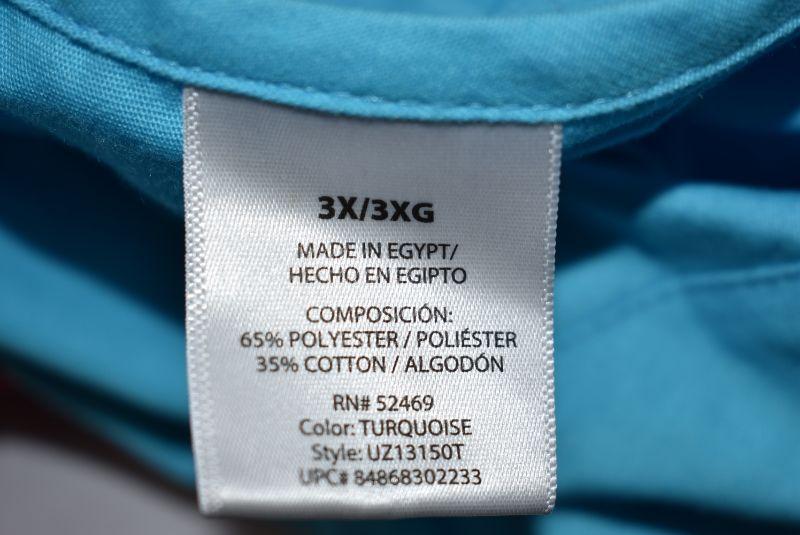 3X/3XG
MADE IN EGYPT/
HECHO EN EGIPTO
COMPOSICIÓN:
65% POLYESTER / POLIÉSTER
35% COTTON / ALGODÓN
RN# 52469
Color: TURQUOISE
Style: UZ13150T
UPC# 84868302233